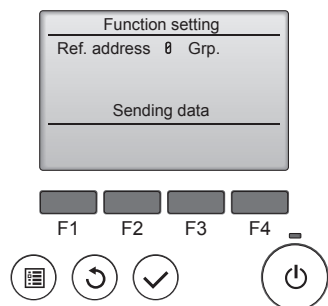 Function setting
Ref. address 0 Grp.
Sending data
F1 F2 F3 F4